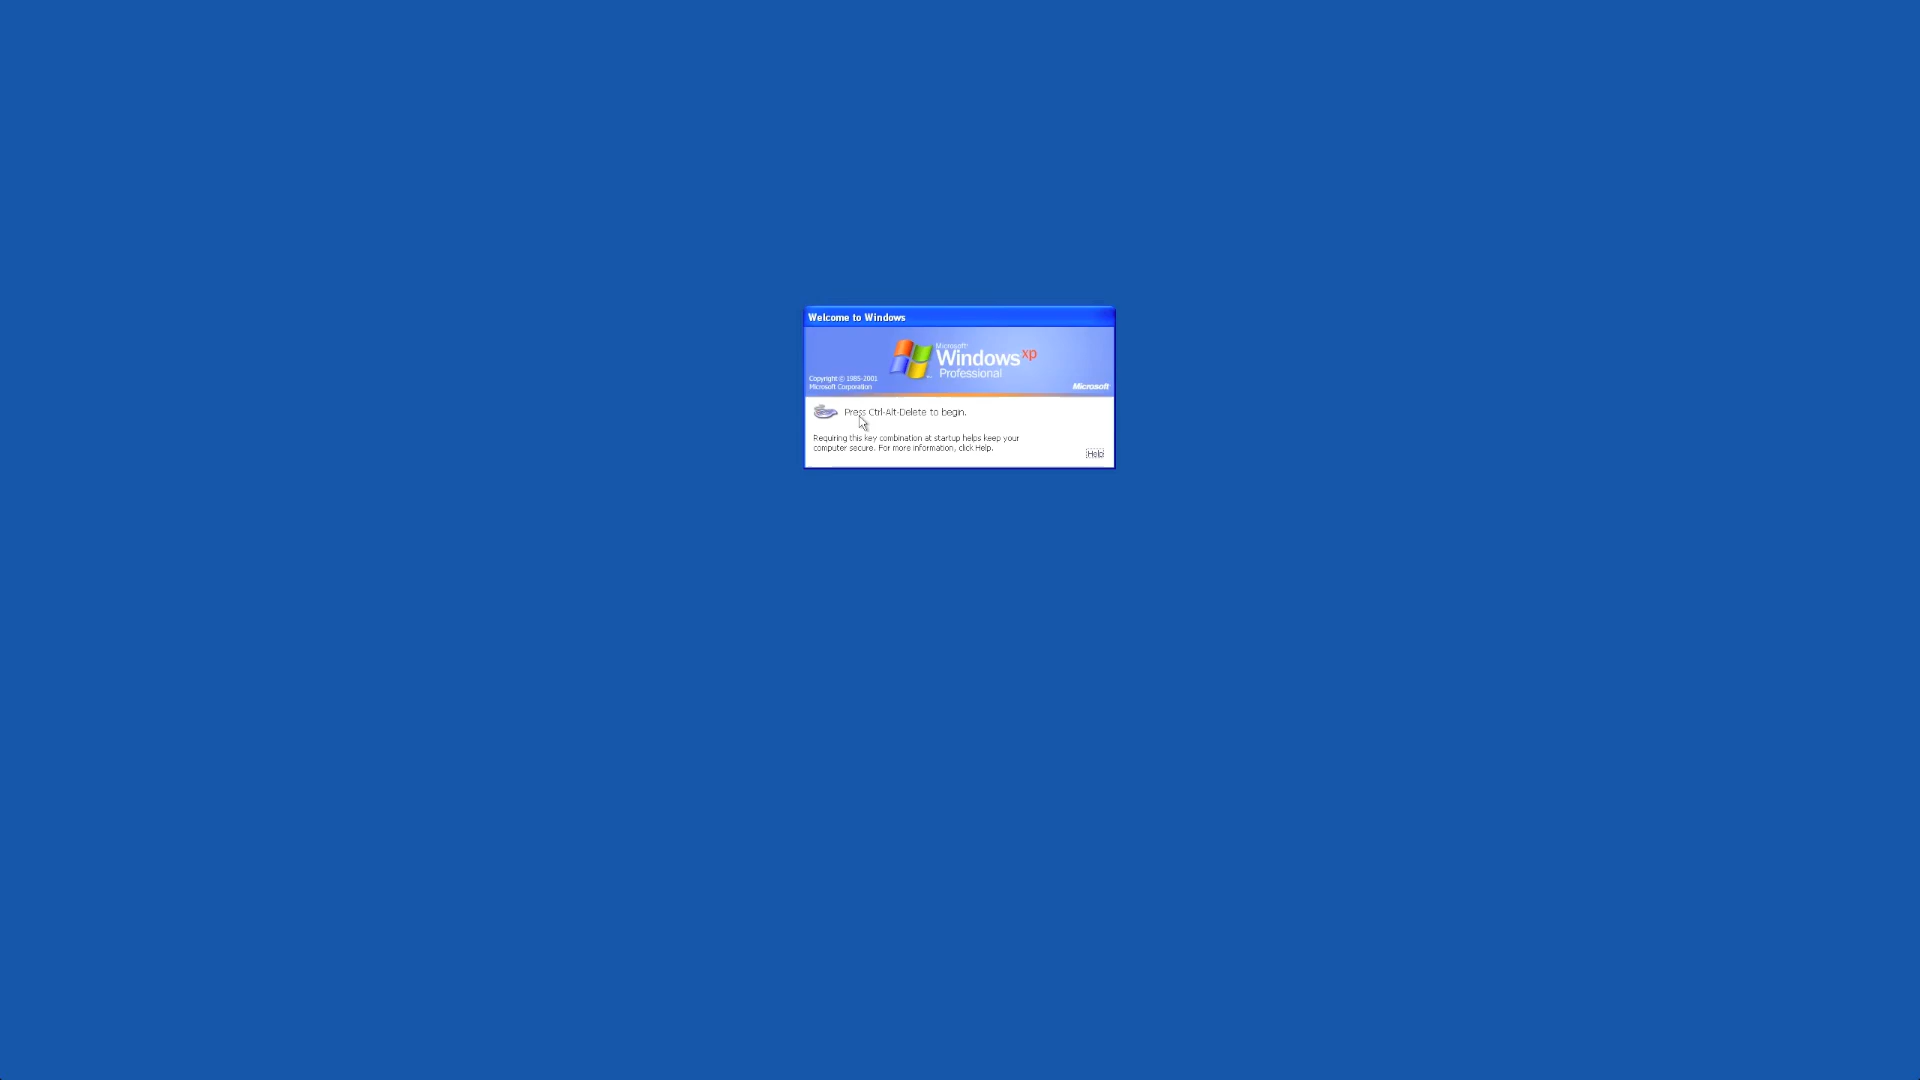 Welcome to Windows
Microsoft
Windows xp
Professional
Copyright © 1985-2001
Microsoft Corporation
Microsoft
Press Ctrl-Alt-Delete to begin.
Requiring this key combination at startup helps keep your
computer secure. For more information, click Help.
Help